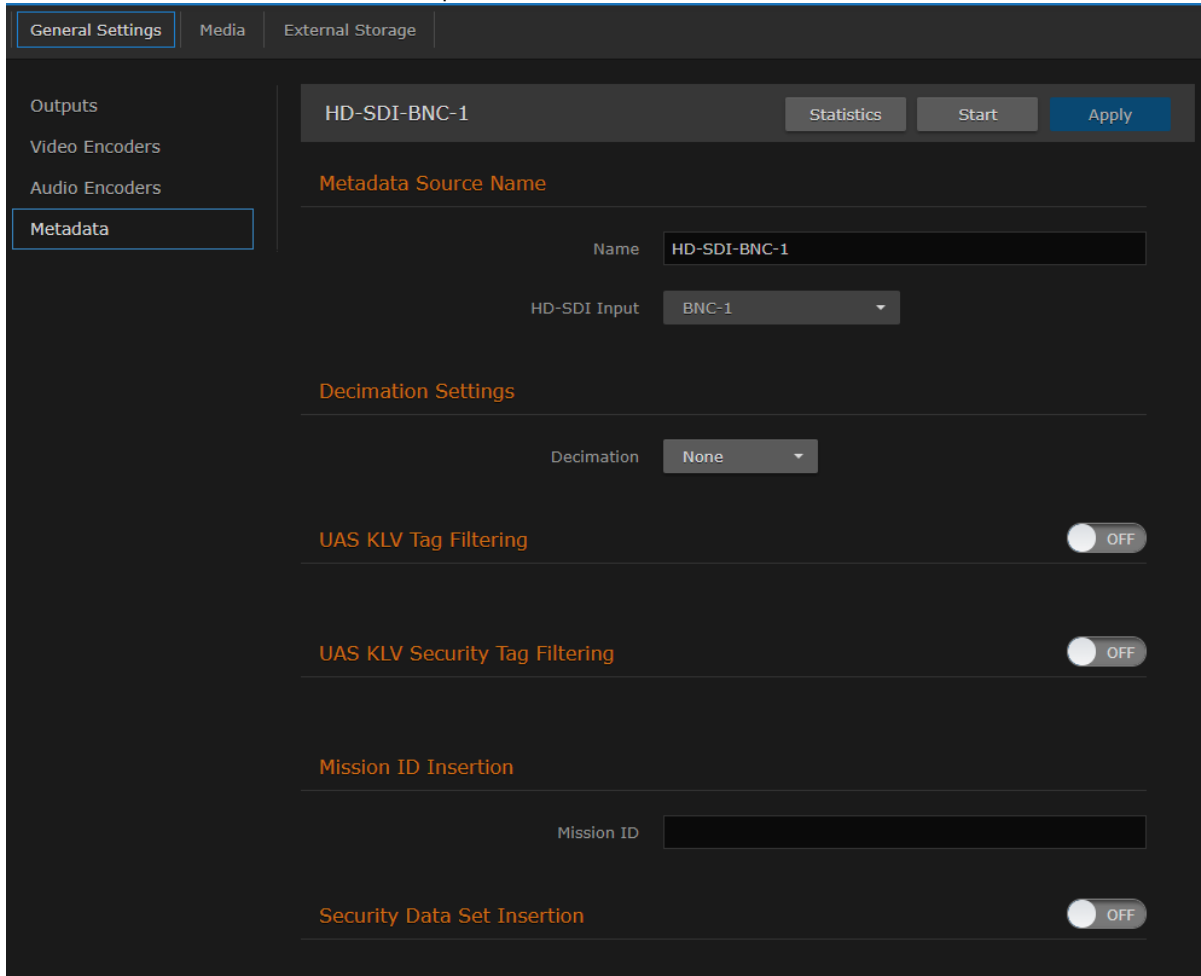 General Settings Media External Storage
Outputs
Video Encoders
Audio Encoders
Metadata
HD-SDI-BNC-1 Statistics Start Apply
Metadata Source Name
Name HD-SDI-BNC-1
HD-SDI Input BNC-1
Decimation Settings
Decimation None
UAS KLV Tag Filtering OFF
UAS KLV Security Tag Filtering OFF
Mission ID Insertion
Mission ID
Security Data Set Insertion OFF